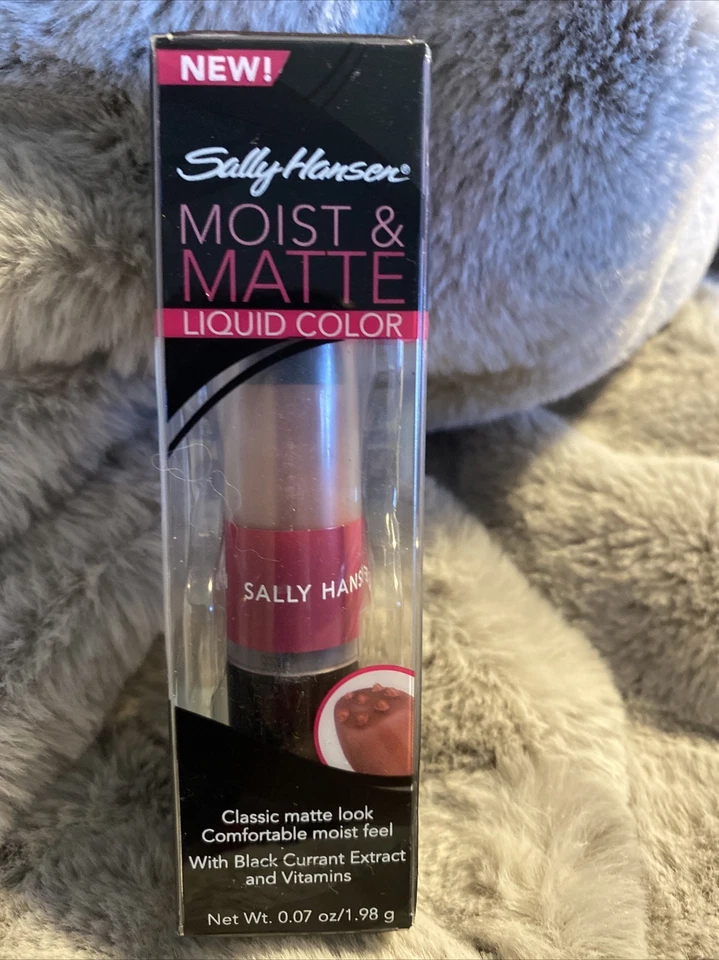 NEW!
Sally Hansen®
MOIST &
MATTE
LIQUID COLOR
SALLY HANS
Classic matte look
Comfortable moist feel
With Black Currant Extract
and Vitamins
Net Wt. 0.07 oz/1.98 g